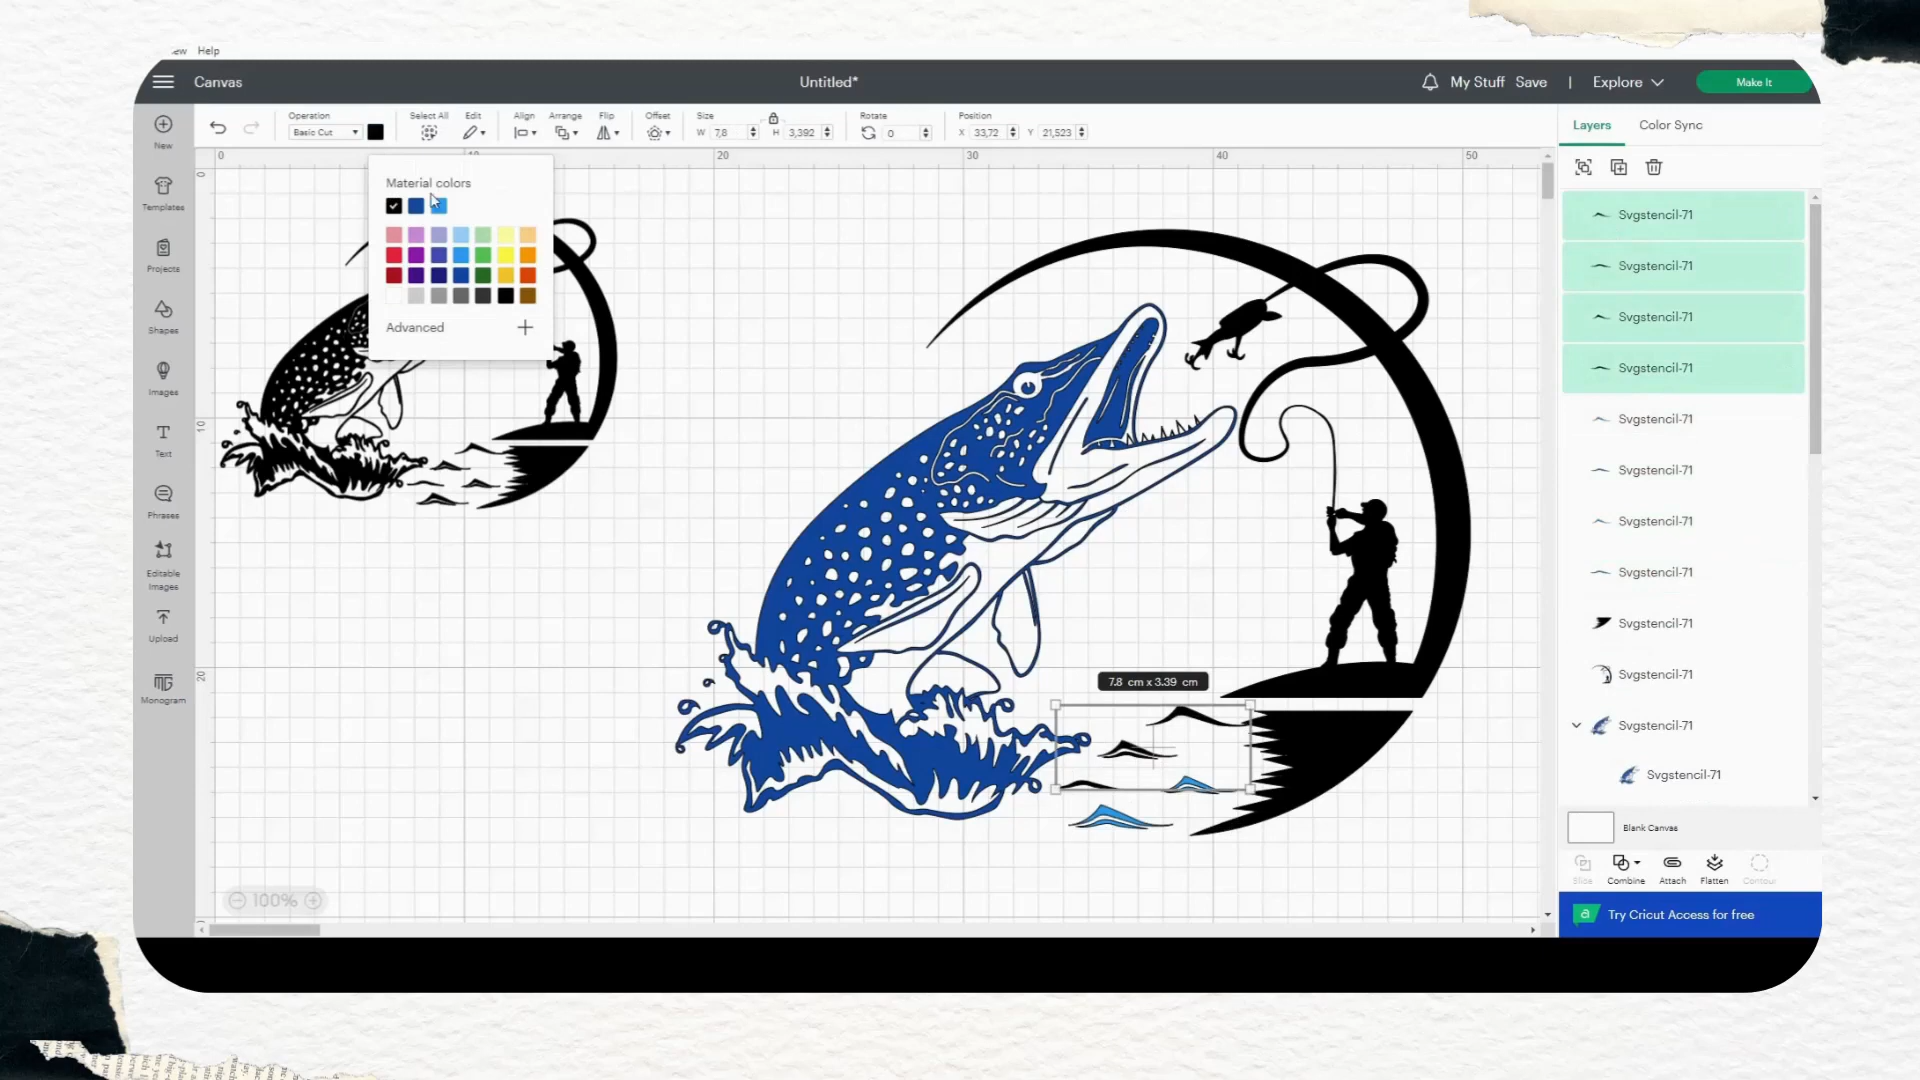 ew Help
Canvas Untitled* My Stuff Save | Explore Make It
Operation Select All Edit Align Arrange Flip Offset Size Rotate Position
Basic Cut W 7,8 H 3,392 0 X 33,72 Y 21,523
Layers Color Sync
New
Templates
Projects
Shapes
Images
Text
Phrases
Editable
Images
Upload
Monogram
0 10 20 30 40 50
0
10
20
Material colors
Advanced
7.8 cm x 3.39 cm
100%
Svgstencil-71
Svgstencil-71
Svgstencil-71
Svgstencil-71
Svgstencil-71
Svgstencil-71
Svgstencil-71
Svgstencil-71
Svgstencil-71
Svgstencil-71
Svgstencil-71
Svgstencil-71
Blank Canvas
Slice Combine Attach Flatten Contour
a Try Cricut Access for free